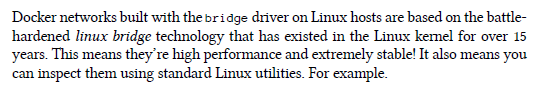 Docker networks built with the bridge driver on Linux hosts are based on the battle-
hardened linux bridge technology that has existed in the Linux kernel for over 15
years. This means they're high performance and extremely stable! It also means you
can inspect them using standard Linux utilities. For example.